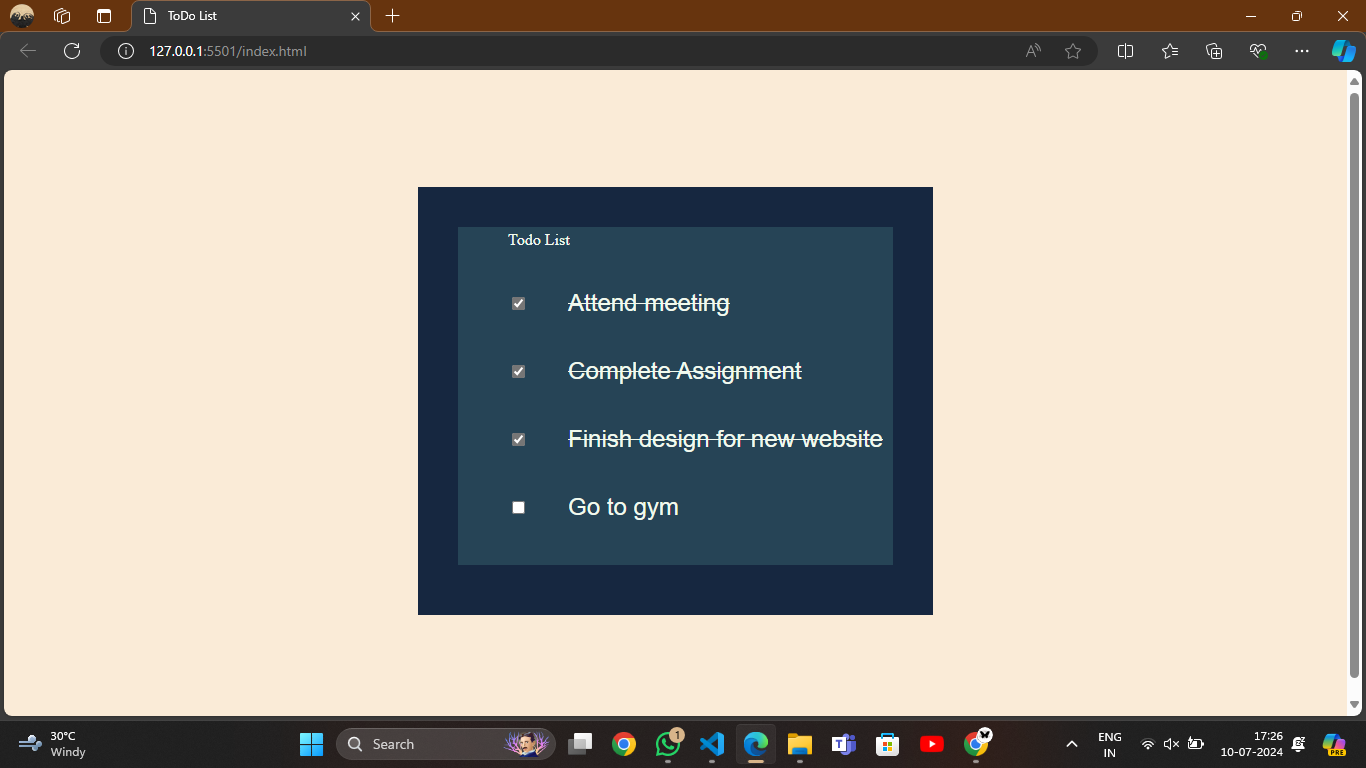 ToDo List
127.0.0.1:5501/index.html
Todo List
Attend meeting
Complete Assignment
Finish design for new website
Go to gym
30°C
Windy
Search
1
ENG
IN
17:26
10-07-2024
PRE